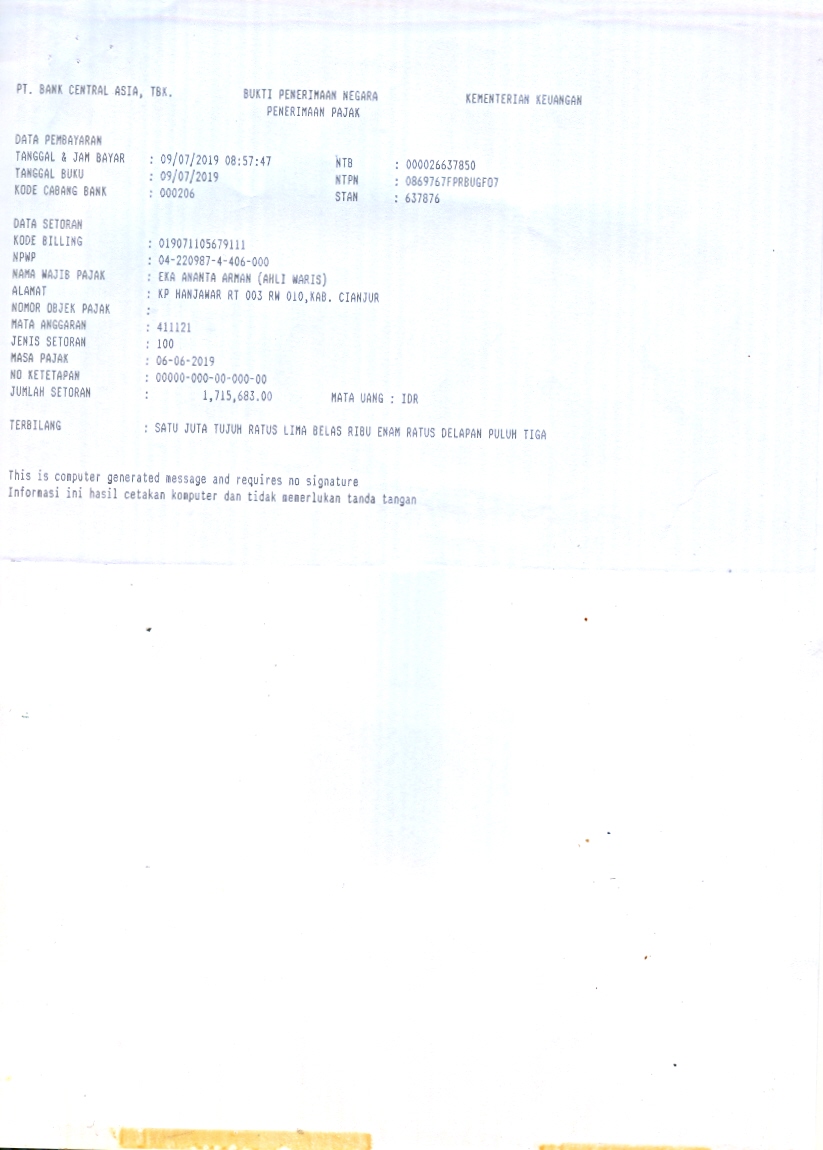 PT. BANK CENTRAL ASIA, TBK. BUKTI PENERIMAAN NEGARA KEMENTERIAN KEUANGAN
PENERIMAAN PAJAK
DATA PEMBAYARAN
TANGGAL & JAM BAYAR : 09/07/2019 08:57:47 NTB : 000026637850
TANGGAL BUKU : 09/07/2019 NTPN : 0869767FPRBUGF07
KODE CABANG BANK : 000206 STAN : 637876
DATA SETORAN
KODE BILLING : 019071105679111
NPWP : 04-220987-4-406-000
NAMA WAJIB PAJAK : EKA ANANTA ARMAN (AHLI WARIS)
ALAMAT : KP HANJAWAR RT 003 RW 010,KAB. CIANJUR
NOMOR OBJEK PAJAK :
MATA ANGGARAN : 411121
JENIS SETORAN : 100
MASA PAJAK : 06-06-2019
NO KETETAPAN : 00000-000-00-000-00
JUMLAH SETORAN : 1,715,683.00 MATA UANG : IDR
TERBILANG : SATU JUTA TUJUH RATUS LIMA BELAS RIBU ENAM RATUS DELAPAN PULUH TIGA
This is computer generated message and requires no signature
Informasi ini hasil cetakan komputer dan tidak memerlukan tanda tangan